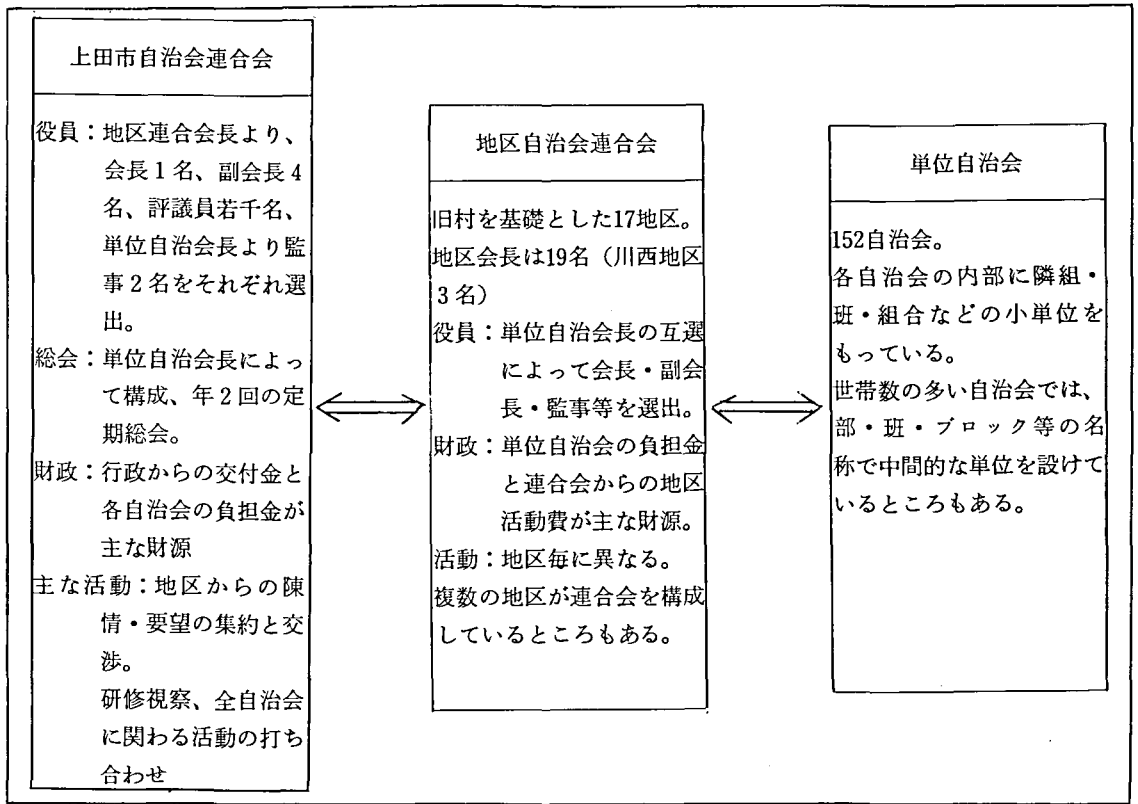 上田市自治会連合会
役員：地区連合会長より、
会長1名、副会長4
名、評議員若干名、
単位自治会長より監
事2名をそれぞれ選
出。
総会：単位自治会長によっ
て構成、年2回の定
期総会。
財政：行政からの交付金と
各自治会の負担金が
主な財源
主な活動：地区からの陳
情・要望の集約と交
渉。
研修視察、全自治会
に関わる活動の打ち
合わせ
地区自治会連合会
旧村を基礎とした17地区。
地区会長は19名（川西地区
3名）
役員：単位自治会長の互選
によって会長・副会
長・監事等を選出。
財政：単位自治会の負担金
と連合会からの地区
活動費が主な財源。
活動：地区毎に異なる。
複数の地区が連合会を構成
しているところもある。
単位自治会
152自治会。
各自治会の内部に隣組・
班・組合などの小単位を
もっている。
世帯数の多い自治会では、
部・班・ブロック等の名
称で中間的な単位を設けて
いるところもある。